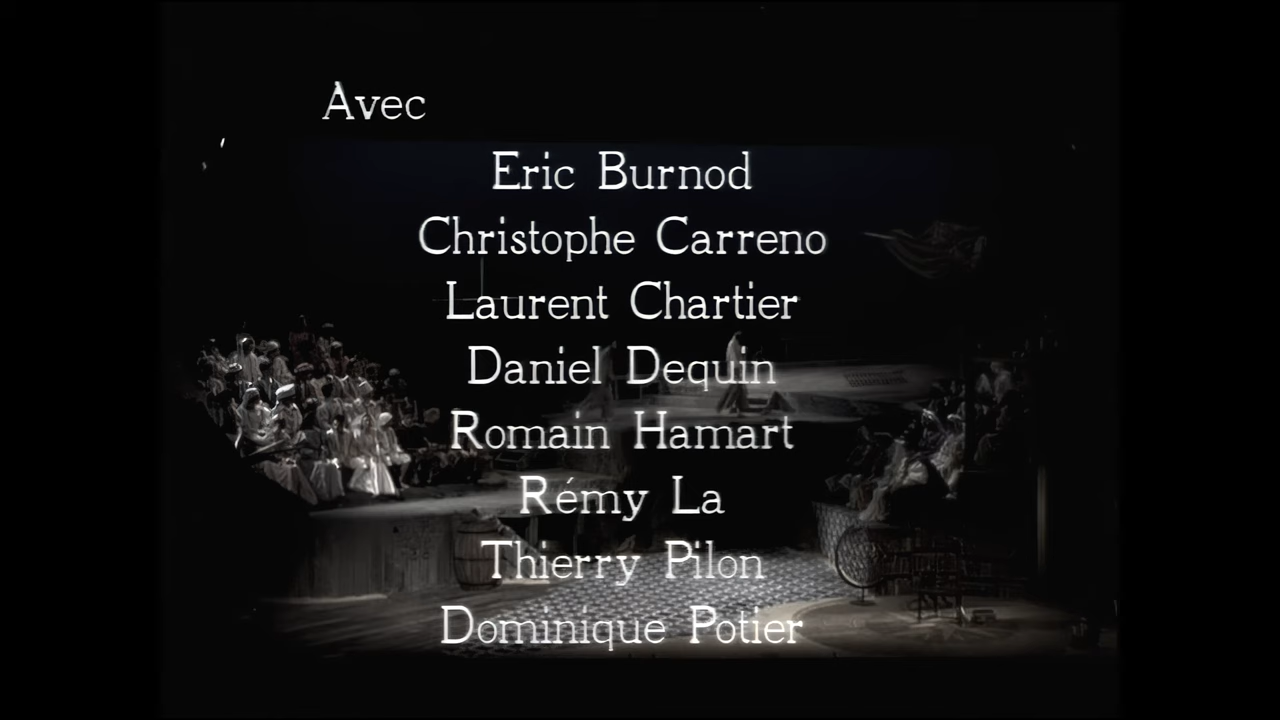 Avec
Eric Burnod
Christophe Carreno
Laurent Chartier
Daniel Dequin
Romain Hamart
Rémy La
Thierry Pilon
Dominique Potier